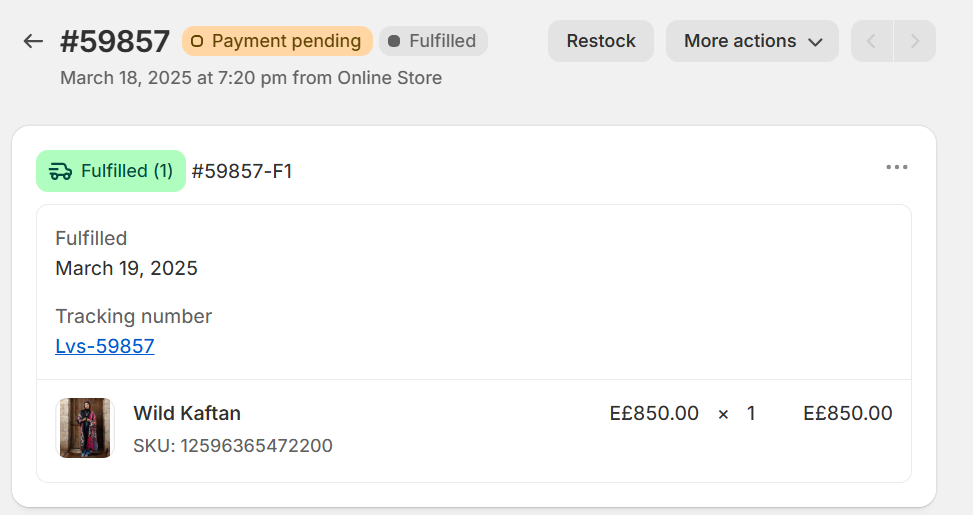 #59857 Payment pending Fulfilled Restock More actions
March 18, 2025 at 7:20 pm from Online Store
Fulfilled (1) #59857-F1
Fulfilled
March 19, 2025
Tracking number
Lvs-59857
Wild Kaftan E£850.00 × 1 E£850.00
SKU: 12596365472200